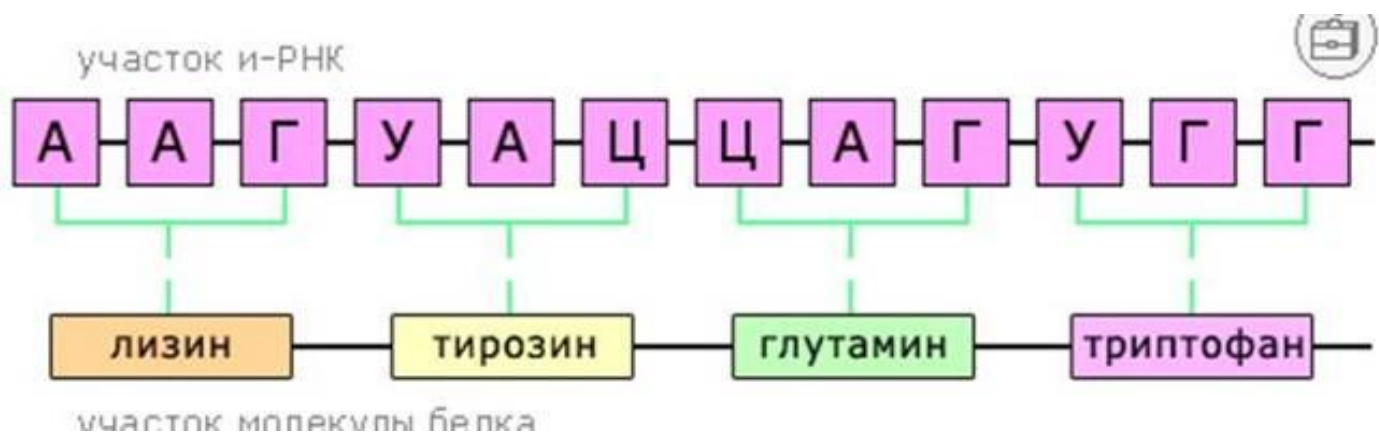 участок и-РНК
А А Г У А Ц Ц А Г У Г Г
лизин тирозин глутамин триптофан
участок молекулы белка